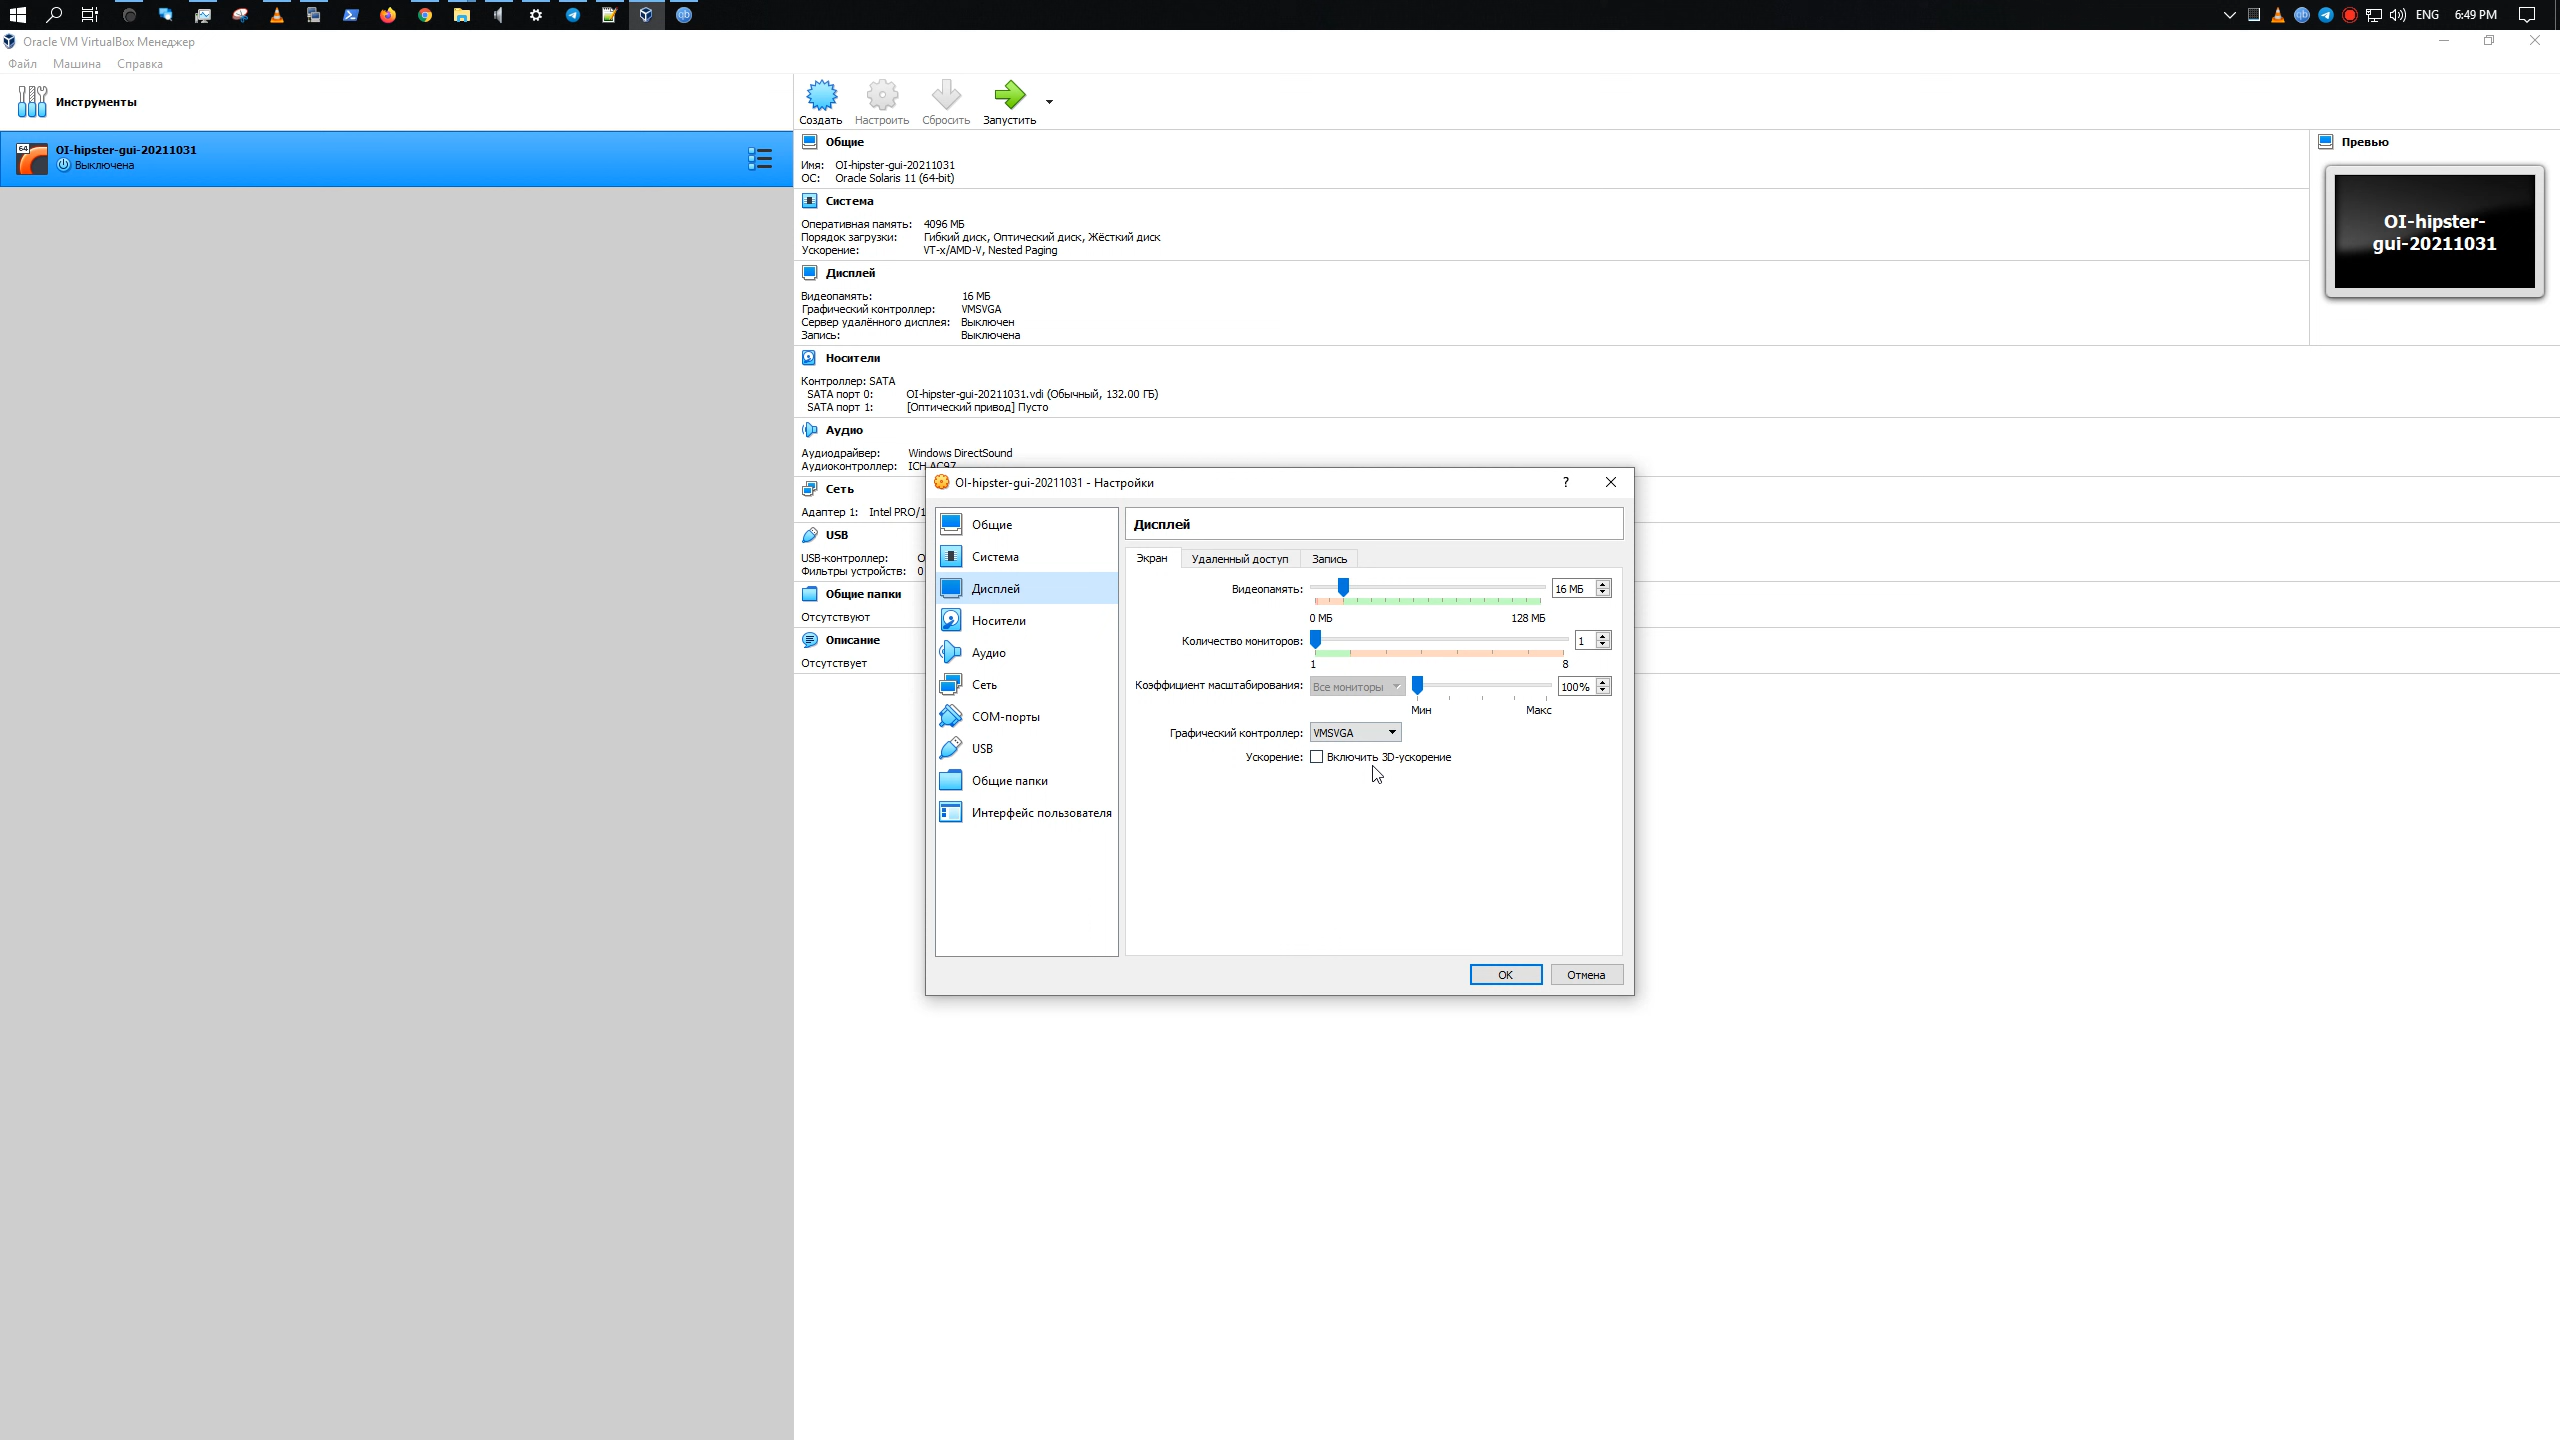 ENG 6:49 PM
Oracle VM VirtualBox Менеджер
Файл Машина Справка
Инструменты
64
OI-hipster-gui-20211031
Выключена
Создать Настроить Сбросить Запустить
Общие
Имя: OI-hipster-gui-20211031
ОС: Oracle Solaris 11 (64-bit)
Система
Оперативная память: 4096 МБ
Порядок загрузки: Гибкий диск, Оптический диск, Жёсткий диск
Ускорение: VT-x/AMD-V, Nested Paging
Дисплей
Видеопамять: 16 МБ
Графический контроллер: VMSVGA
Сервер удалённого дисплея: Выключен
Запись: Выключена
Носители
Контроллер: SATA
SATA порт 0: OI-hipster-gui-20211031.vdi (Обычный, 132.00 ГБ)
SATA порт 1: [Оптический привод] Пусто
Аудио
Аудиодрайвер: Windows DirectSound
Аудиоконтроллер: ICH AC97
Сеть
Адаптер 1: Intel PRO/1
USB
USB-контроллер: O
Фильтры устройств: 0
Общие папки
Отсутствуют
Описание
Отсутствует
Превью
OI-hipster-
gui-20211031
OI-hipster-gui-20211031 - Настройки
?
Общие
Система
Дисплей
Носители
Аудио
Сеть
COM-порты
USB
Общие папки
Интерфейс пользователя
Дисплей
Экран Удаленный доступ Запись
Видеопамять: 16 МБ
0 МБ 128 МБ
Количество мониторов: 1
1 8
Коэффициент масштабирования: Все мониторы 100%
Мин Макс
Графический контроллер: VMSVGA
Ускорение: Включить 3D-ускорение
OK Отмена